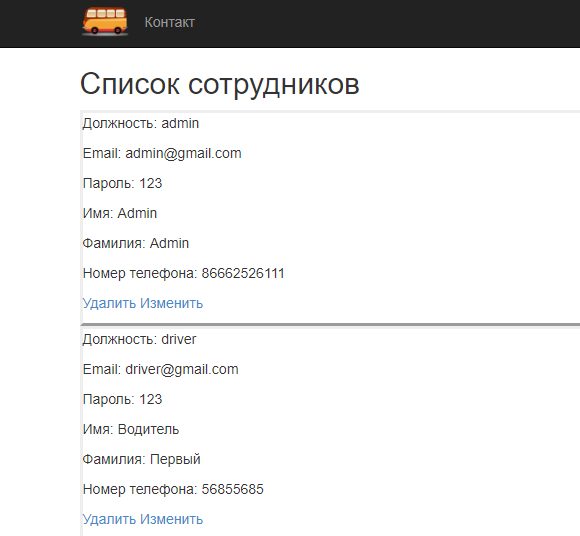 Контакт
Список сотрудников
Должность: admin
Email: admin@gmail.com
Пароль: 123
Имя: Admin
Фамилия: Admin
Номер телефона: 86662526111
Удалить Изменить
Должность: driver
Email: driver@gmail.com
Пароль: 123
Имя: Водитель
Фамилия: Первый
Номер телефона: 56855685
Удалить Изменить